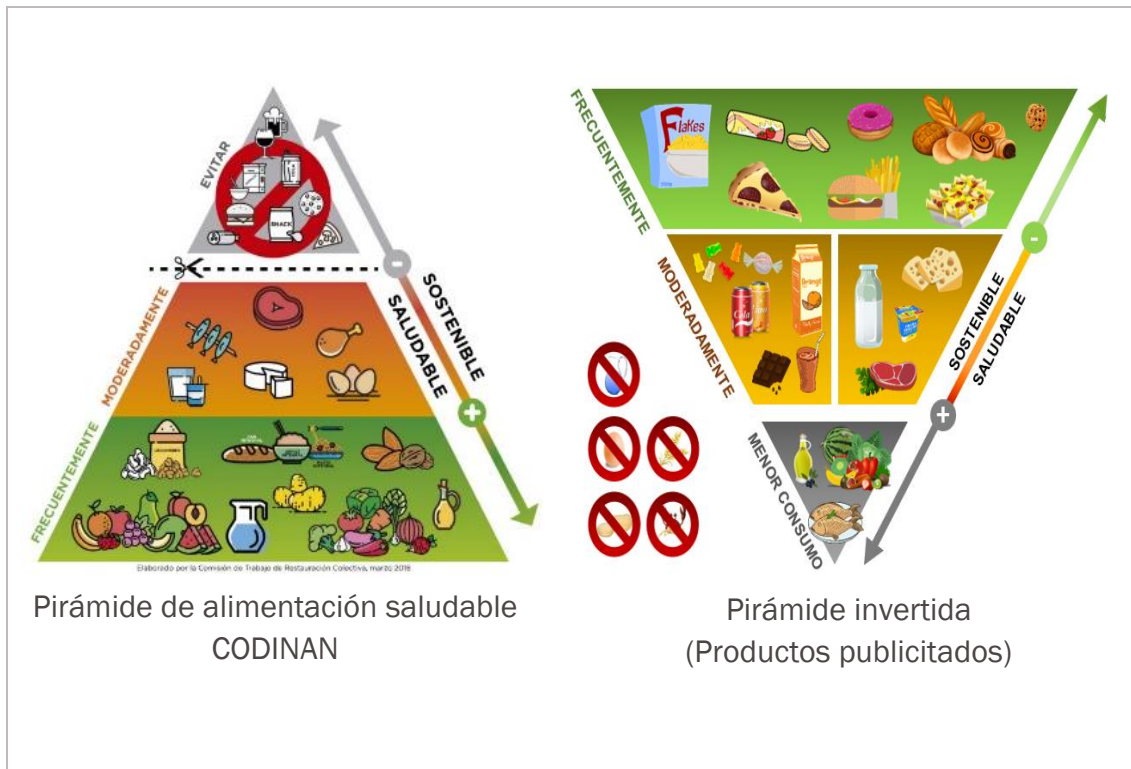 EVITAR
SNACK
MODERADAMENTE
FRECUENTEMENTE
SOSTENIBLE
SALUDABLE
-
+
Elaborado por la Comisión de Trabajo de Restauración Colectiva, marzo 2018
Pirámide de alimentación saludable
CODINAN
FRECUENTEMENTE
Flakes
MODERADAMENTE
Cola
Orange
MENOR CONSUMO
SOSTENIBLE
SALUDABLE
-
+
Pirámide invertida
(Productos publicitados)